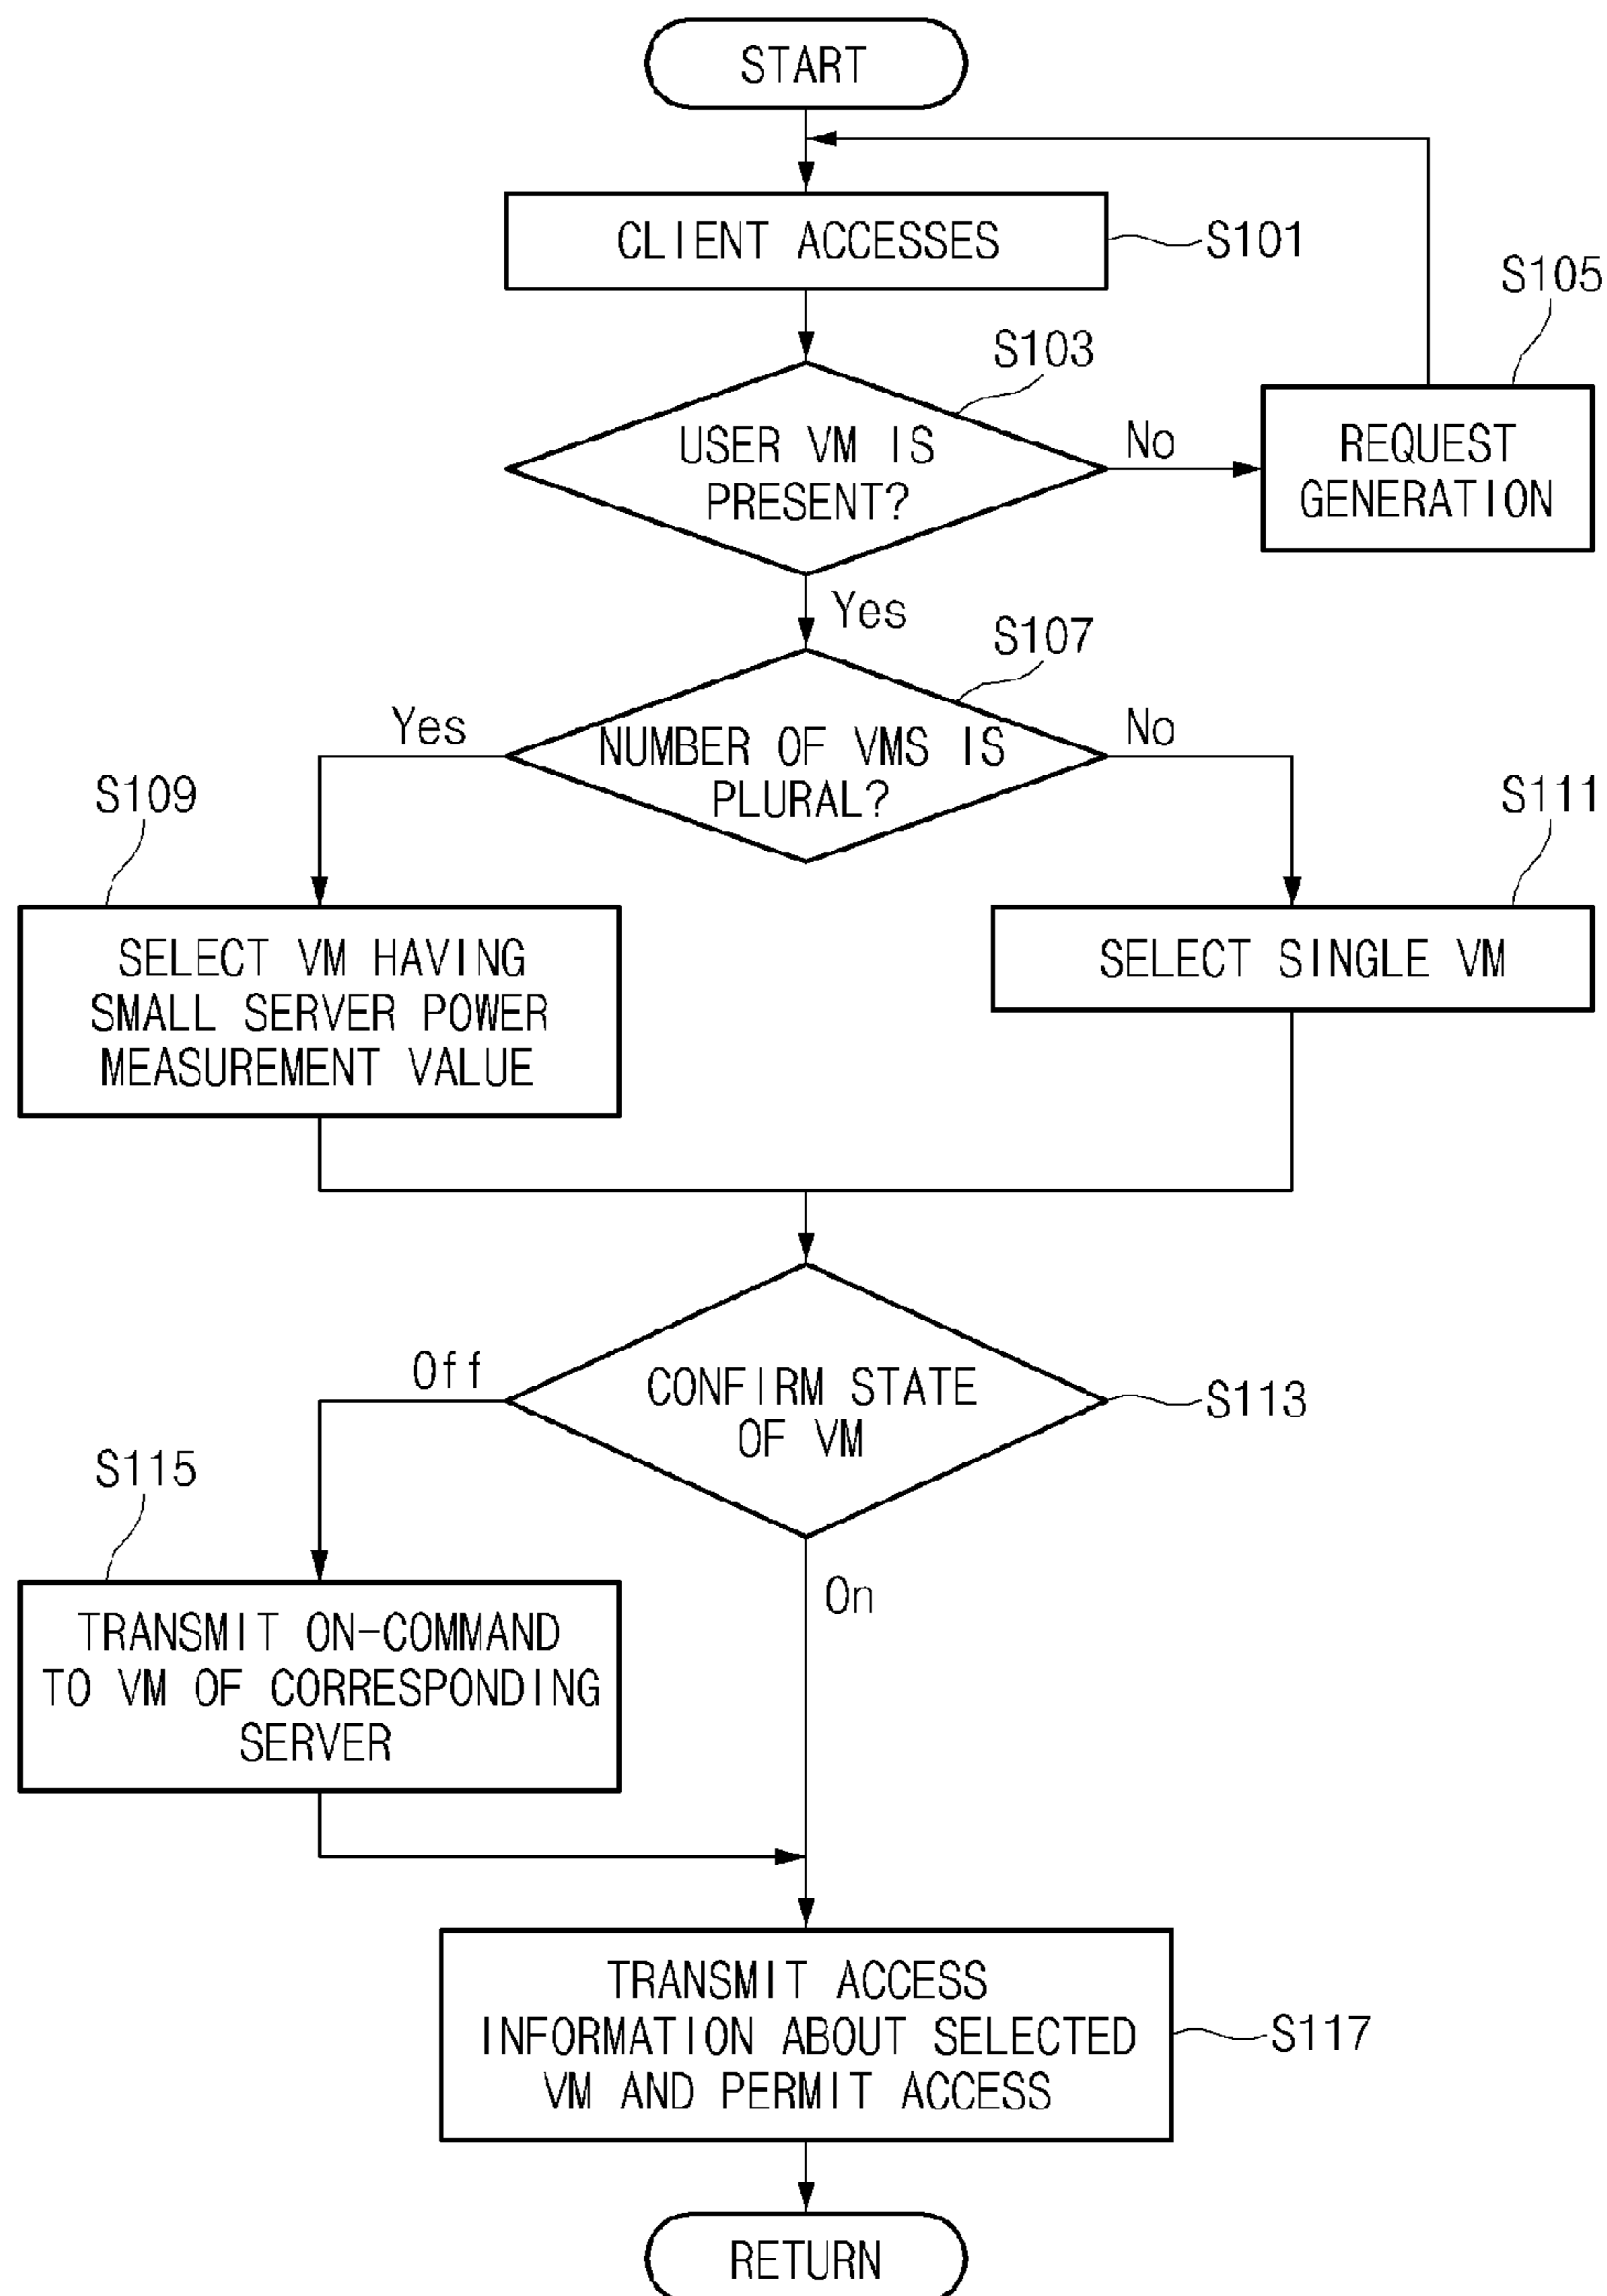 START
CLIENT ACCESSES
S101
S105
S103
USER VM IS
PRESENT?
No
REQUEST
GENERATION
Yes
S107
Yes
NUMBER OF VMS IS
PLURAL?
No
S109
S111
SELECT VM HAVING
SMALL SERVER POWER
MEASUREMENT VALUE
SELECT SINGLE VM
Off
CONFIRM STATE
OF VM
S113
S115
On
TRANSMIT ON-COMMAND
TO VM OF CORRESPONDING
SERVER
TRANSMIT ACCESS
INFORMATION ABOUT SELECTED
VM AND PERMIT ACCESS
S117
RETURN